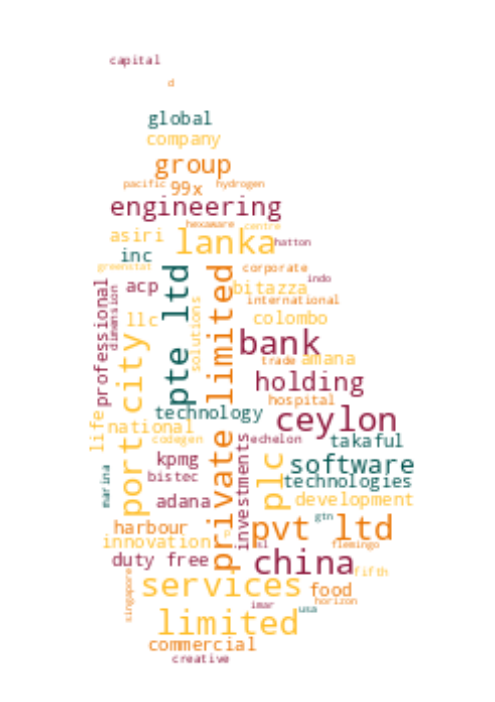 capital
d
global
company
group
pacific 99x hydrogen
engineering
hexaware centre
asiri lanka hatton
inc
greenstat corporate
professional
dimension
acp
pte ltd
solutions
private limited
bitazza indo
international
llc
port city
colombo
bank
trade amana
holding
hospital
technology ceylon
life
national
codegen echelon takaful
kpmg
investments
plc
software
bistec technologies
marina
adana development
gtn
harbour pvt ltd
innovation sl flemingo
duty free china
fifth
singapore
services food
horizon
imar usa
limited
commercial
creative